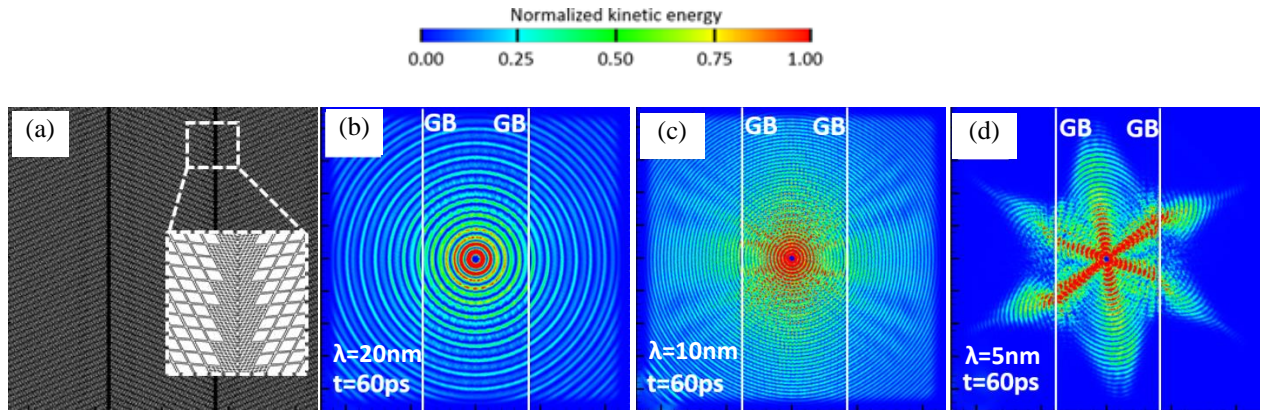 Normalized kinetic energy
0.00 0.25 0.50 0.75 1.00
(a) (b) (c) (d)
GB GB GB GB GB GB
λ=20nm λ=10nm λ=5nm
t=60ps t=60ps t=60ps